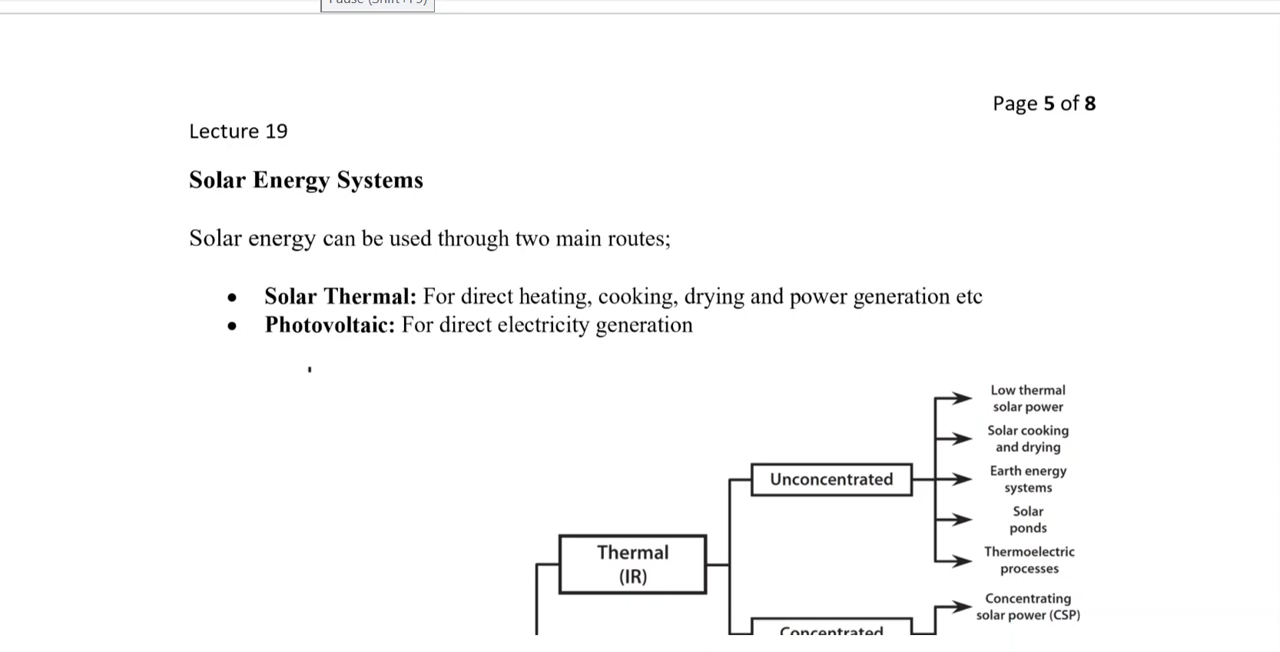 Page 5 of 8
Lecture 19
Solar Energy Systems
Solar energy can be used through two main routes;
• Solar Thermal: For direct heating, cooking, drying and power generation etc
• Photovoltaic: For direct electricity generation
Low thermal
solar power
Solar cooking
and drying
Unconcentrated
Earth energy
systems
Solar
ponds
Thermal
(IR)
Thermoelectric
processes
Concentrating
solar power (CSP)
Concentrated